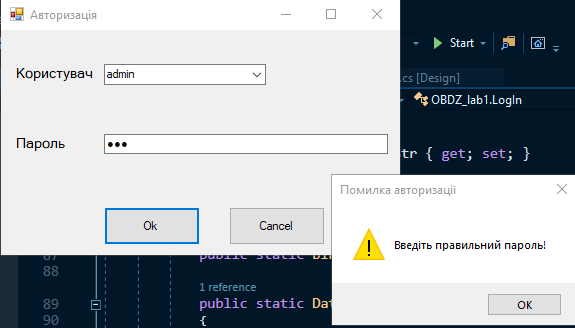 Авторизація
Користувач admin
Пароль ●●●
Ok Cancel
Start
.cs [Design]
OBDZ_lab1.LogIn
tr { get; set; }
Помилка авторизації
Введіть правильний пароль!
OK
87 public static
88
1 reference
89 public static Dat
90 {